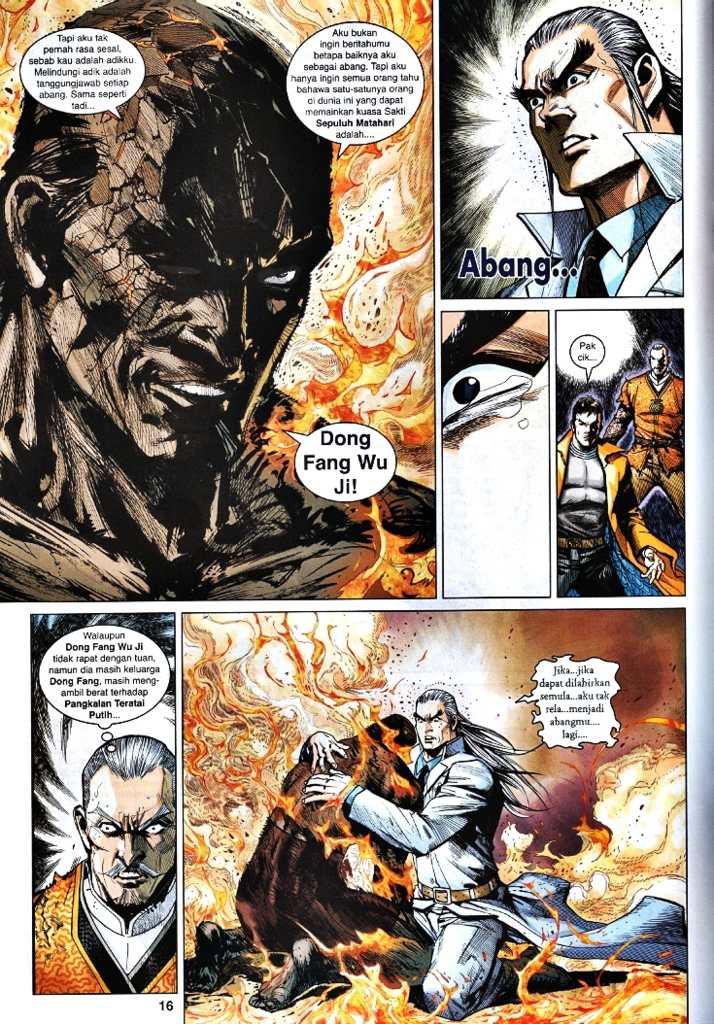 Tapi aku tak
pernah rasa sesal,
sebab kau adalah adikku.
Melindungi adik adalah
tanggungjawab setiap
abang. Sama seperti
tadi...
Aku bukan
ingin beritahumu
betapa baiknya aku
sebagai abang. Tapi aku
hanya ingin semua orang tahu
bahawa satu-satunya orang
di dunia ini yang dapat
memainkan kuasa Sakti
Sepuluh Matahari
adalah....
Dong
Fang Wu
Ji!
Abang...
Pak
cik...
Walaupun
Dong Fang Wu Ji
tidak rapat dengan tuan,
namun dia masih keluarga
Dong Fang, masih meng-
ambil berat terhadap
Pangkalan Teratai
Putih...
Jika...jika
dapat dilahirkan
semula...aku tak
rela...menjadi
abangmu....
lagi....
16